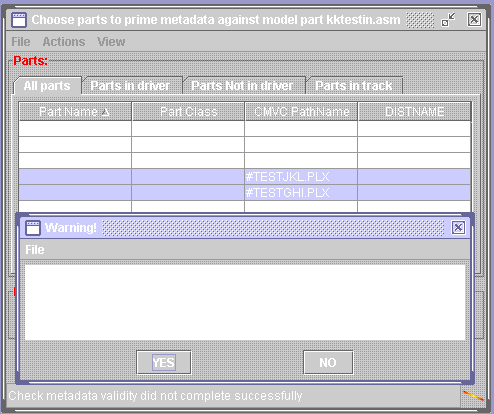 Choose parts to prime metadata against model part kktestin.asm
File Actions View
Parts:
All parts Parts in driver Parts Not in driver Parts in track
Part Name Part Class CMVC PathName DISTNAME
#TESTJKL.PLX
#TESTGHI.PLX
Warning!
File
YES NO
Check metadata validity did not complete successfully